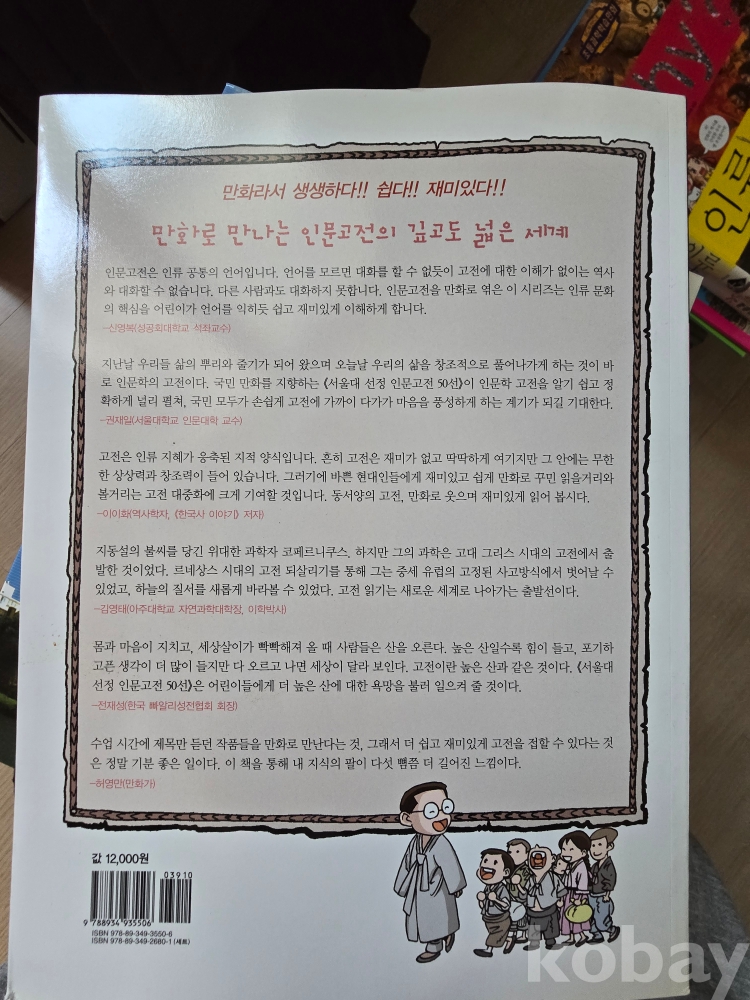 만화라서 생생하다!! 쉽다!! 재미있다!!
만화로 만나는 인문고전의 깊고도 넓은 세계
인문고전은 인류 공통의 언어입니다. 언어를 모르면 대화를 할 수 없듯이 고전에 대한 이해가 없이는 역사
와 대화할 수 없습니다. 다른 사람과도 대화하지 못합니다. 인문고전을 만화로 엮은 이 시리즈는 인류 문화
의 핵심을 어린이가 언어를 익히듯 쉽고 재미있게 이해하게 합니다.
–신영복(성공회대학교 석좌교수)
지난날 우리들 삶의 뿌리와 줄기가 되어 왔으며 오늘날 우리의 삶을 창조적으로 풀어나가게 하는 것이 바
로 인문학의 고전이다. 국민 만화를 지향하는 《서울대 선정 인문고전 50선》이 인문학 고전을 알기 쉽고 정
확하게 널리 펼쳐, 국민 모두가 손쉽게 고전에 가까이 다가가 마음을 풍성하게 하는 계기가 되길 기대한다.
–권재일(서울대학교 인문대학 교수)
고전은 인류 지혜가 응축된 지적 양식입니다. 흔히 고전은 재미가 없고 딱딱하게 여기지만 그 안에는 무한
한 상상력과 창조력이 들어 있습니다. 그러기에 바쁜 현대인들에게 재미있고 쉽게 만화로 꾸민 읽을거리와
볼거리는 고전 대중화에 크게 기여할 것입니다. 동서양의 고전, 만화로 웃으며 재미있게 읽어 봅시다.
–이이화(역사학자, 《한국사 이야기》 저자)
지동설의 불씨를 당긴 위대한 과학자 코페르니쿠스. 하지만 그의 과학은 고대 그리스 시대의 고전에서 출
발한 것이었다. 르네상스 시대의 고전 되살리기를 통해 그는 중세 유럽의 고정된 사고방식에서 벗어날 수
있었고, 하늘의 질서를 새롭게 바라볼 수 있었다. 고전 읽기는 새로운 세계로 나아가는 출발선이다.
–김영태(아주대학교 자연과학대학장, 이학박사)
몸과 마음이 지치고, 세상살이가 빡빡해져 올 때 사람들은 산을 오른다. 높은 산일수록 힘이 들고, 포기하
고픈 생각이 더 많이 들지만 다 오르고 나면 세상이 달라 보인다. 고전이란 높은 산과 같은 것이다. 《서울대
선정 인문고전 50선》은 어린이들에게 더 높은 산에 대한 욕망을 불러 일으켜 줄 것이다.
–전재성(한국 빠알리성전협회 회장)
수업 시간에 제목만 듣던 작품들을 만화로 만난다는 것, 그래서 더 쉽고 재미있게 고전을 접할 수 있다는 것
은 정말 기분 좋은 일이다. 이 책을 통해 내 지식의 팔이 다섯 뼘쯤 더 길어진 느낌이다.
–허영만(만화가)
값 12,000원
03910
9 788934 935506
ISBN 978-89-349-3550-6
ISBN 978-89-349-2680-1 (세트)
hy?
인류
kobay